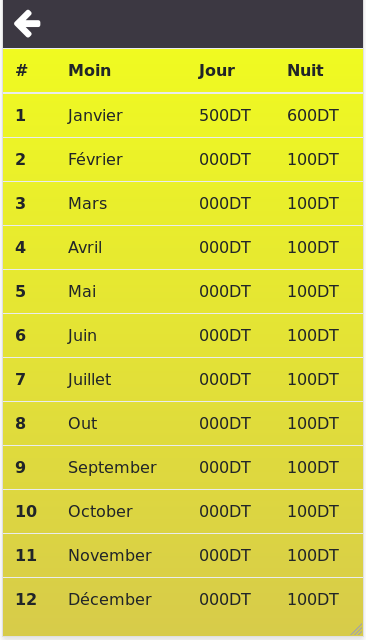 # Moin Jour Nuit
1 Janvier 500DT 600DT
2 Février 000DT 100DT
3 Mars 000DT 100DT
4 Avril 000DT 100DT
5 Mai 000DT 100DT
6 Juin 000DT 100DT
7 Juillet 000DT 100DT
8 Out 000DT 100DT
9 September 000DT 100DT
10 October 000DT 100DT
11 November 000DT 100DT
12 Décember 000DT 100DT